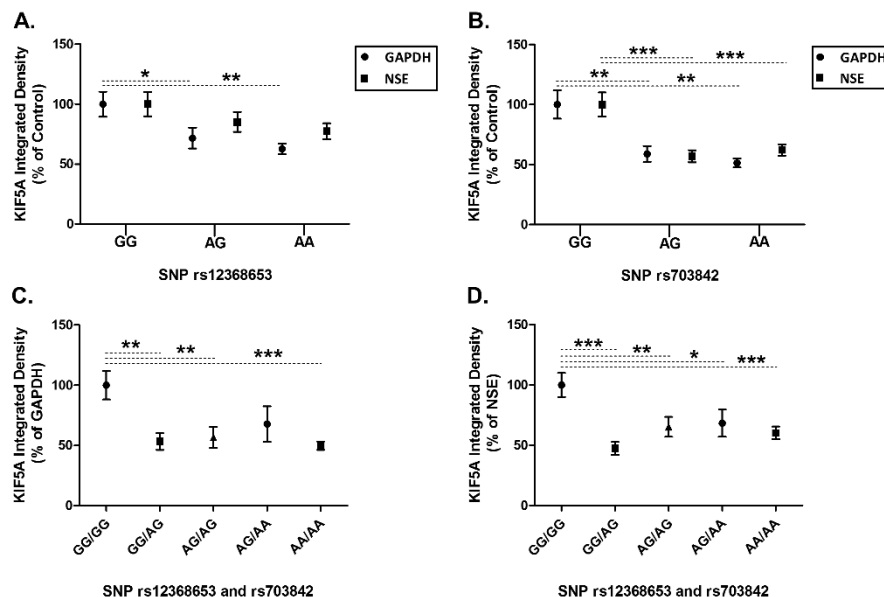 A.
KIF5A Integrated Density
(% of Control)
150
100
50
0
* **
GAPDH
NSE
GG AG AA
SNP rs12368653
B.
KIF5A Integrated Density
(% of Control)
150
100
50
0
*** ***
** **
GAPDH
NSE
GG AG AA
SNP rs703842
C.
KIF5A Integrated Density
(% of GAPDH)
150
100
50
0
** ** ***
GG/GG GG/AG AG/AG AG/AA AA/AA
SNP rs12368653 and rs703842
D.
KIF5A Integrated Density
(% of NSE)
150
100
50
0
*** ** * ***
GG/GG GG/AG AG/AG AG/AA AA/AA
SNP rs12368653 and rs703842